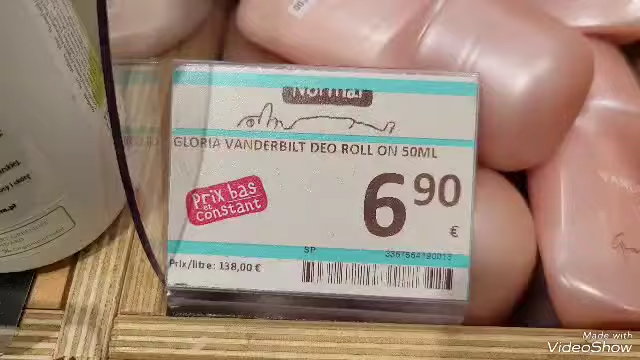 Normal
GLORIA VANDERBILT DEO ROLL ON 50ML
PRIX bas
et
constant
6 90
€
SP
Prix/litre: 138,00 €
Made with
VideoShow